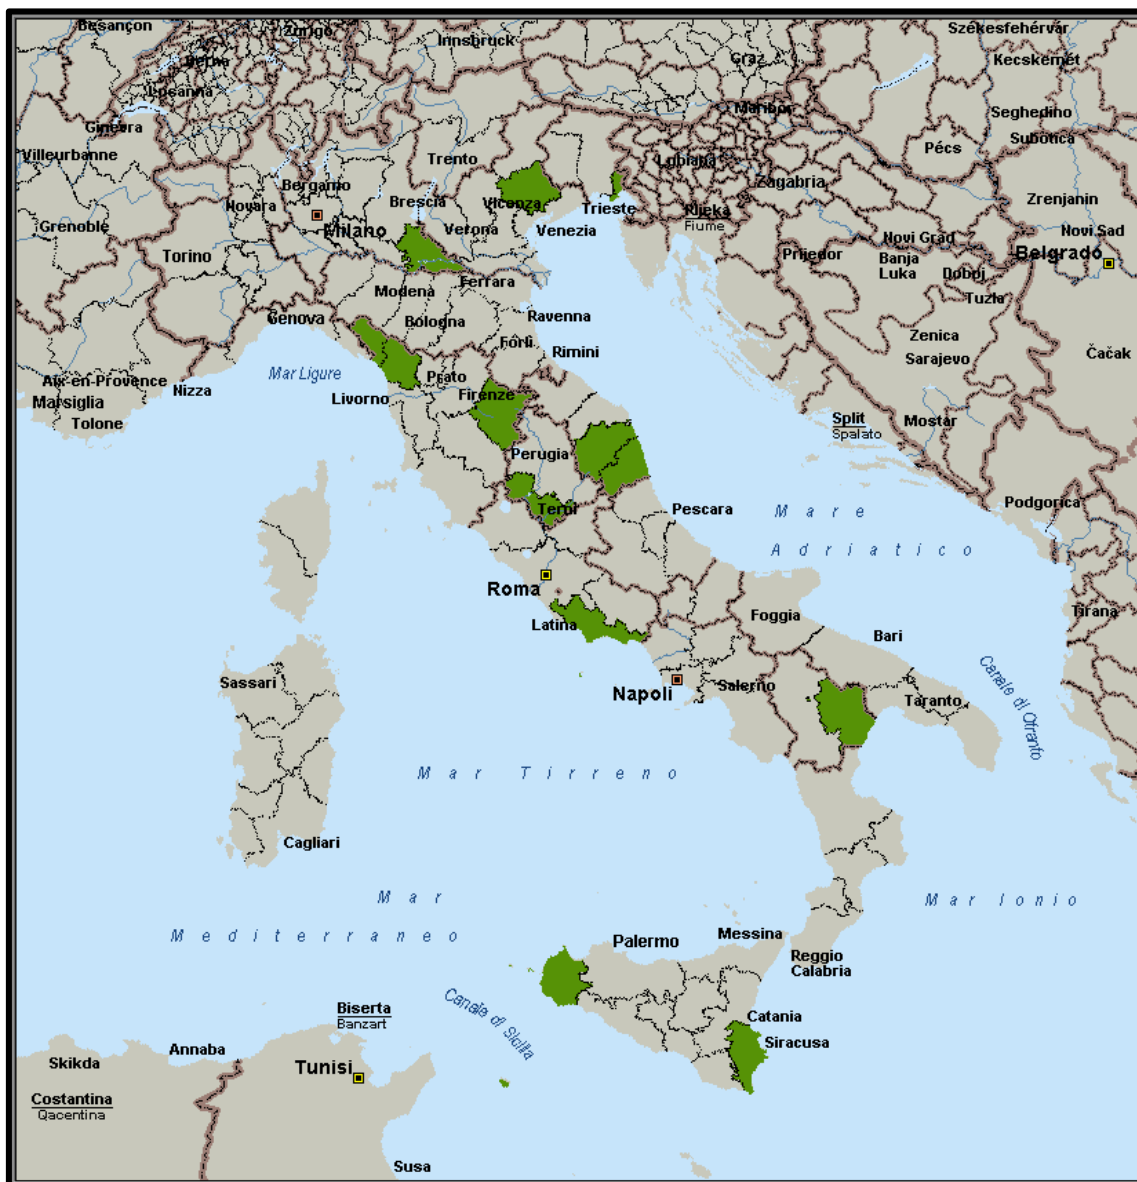 Besançon
Zurigo
Innsbruck
Székesfehérvár
Berna
Graz
Kecskemét
Losanna
Maribor
Seghedino
Ginevra
Subotica
Villeurbanne
Trento
Lubiana
Pécs
Bergamo
Zagabria
Novara
Brescia
Vicenza
Trieste
Rijeka
Fiume
Zrenjanin
Grenoble
Milano
Verona
Venezia
Novi Grad
Novi Sad
Torino
Prijedor
Banja
Luka
Doboj
Belgrado
Modena
Ferrara
Tuzla
Genova
Bologna
Ravenna
Forlì
Rimini
Zenica
Sarajevo
Čačak
Aix-en-Provence
Nizza
Mar Ligure
Prato
Marsiglia
Livorno
Firenze
Tolone
Split
Spalato
Mostar
Perugia
Terni
Pescara
Podgorica
Mare
Adriatico
Roma
Latina
Foggia
Bari
Tirana
Sassari
Napoli
Salerno
Taranto
Canale di Otranto
Mar Tirreno
Cagliari
Mar
Mediterraneo
Mar Ionio
Palermo
Messina
Reggio
Calabria
Biserta
Banzart
Canale di Sicilia
Catania
Siracusa
Skikda
Annaba
Tunisi
Costantina
Qacentina
Susa